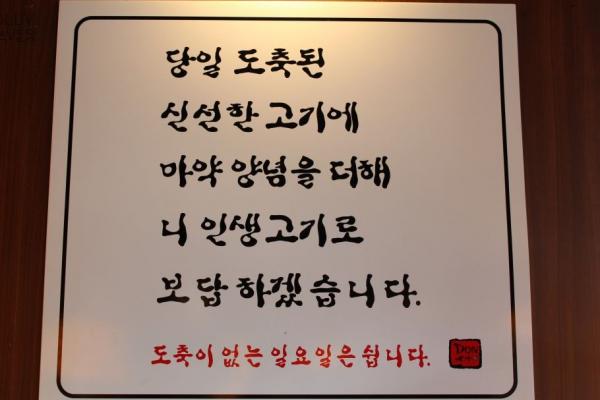 당일 도축된
신선한 고기에
마약 양념을 더해
니 인생고기로
보답 하겠습니다.
도축이 없는 일요일은 쉽니다.
DON